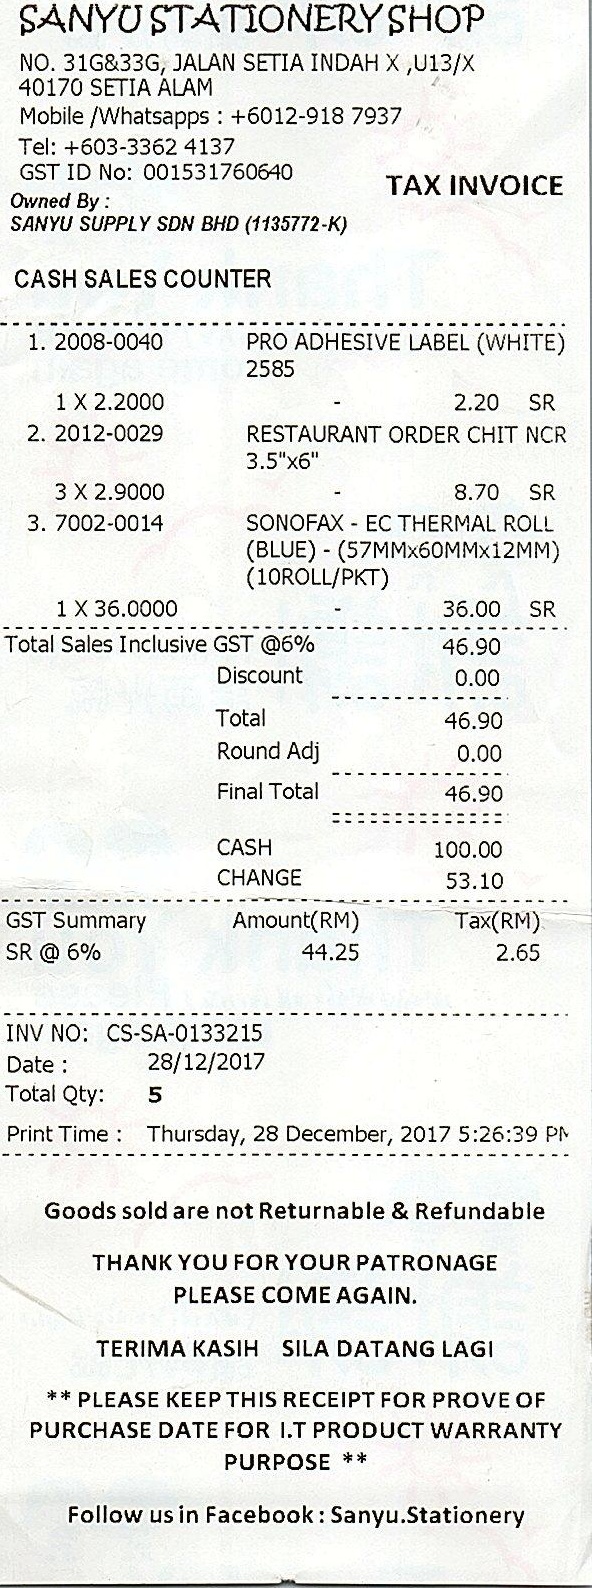 SANYU STATIONERY SHOP
NO. 31G&33G, JALAN SETIA INDAH X ,U13/X
40170 SETIA ALAM
Mobile /Whatsapps : +6012-918 7937
Tel: +603-3362 4137
GST ID No: 001531760640
TAX INVOICE
Owned By :
SANYU SUPPLY SDN BHD (1135772-K)
CASH SALES COUNTER
1. 2008-0040 PRO ADHESIVE LABEL (WHITE)
2585
1 X 2.2000 - 2.20 SR
2. 2012-0029 RESTAURANT ORDER CHIT NCR
3.5"x6"
3 X 2.9000 - 8.70 SR
3. 7002-0014 SONOFAX - EC THERMAL ROLL
(BLUE) - (57MMx60MMx12MM)
(10ROLL/PKT)
1 X 36.0000 - 36.00 SR
Total Sales Inclusive GST @6% 46.90
Discount 0.00
Total 46.90
Round Adj 0.00
Final Total 46.90
CASH 100.00
CHANGE 53.10
GST Summary Amount(RM) Tax(RM)
SR @ 6% 44.25 2.65
INV NO: CS-SA-0133215
Date : 28/12/2017
Total Qty: 5
Print Time : Thursday, 28 December, 2017 5:26:39 PM
Goods sold are not Returnable & Refundable
THANK YOU FOR YOUR PATRONAGE
PLEASE COME AGAIN.
TERIMA KASIH SILA DATANG LAGI
** PLEASE KEEP THIS RECEIPT FOR PROVE OF
PURCHASE DATE FOR I.T PRODUCT WARRANTY
PURPOSE **
Follow us in Facebook : Sanyu.Stationery